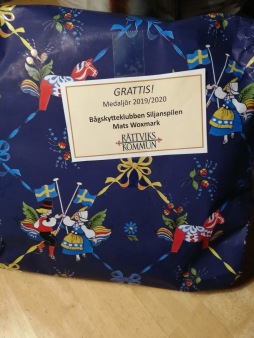 GRATTIS!
Medaljör 2019/2020
Bågskytteklubben Siljanspilen
Mats Woxmark
RÄTTVIKS
KOMMUN